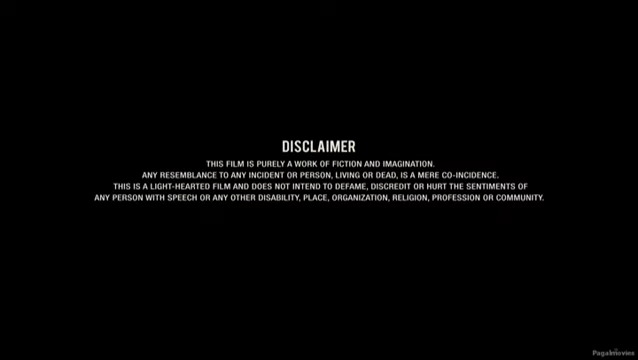 DISCLAIMER
THIS FILM IS PURELY A WORK OF FICTION AND IMAGINATION.
ANY RESEMBLANCE TO ANY INCIDENT OR PERSON, LIVING OR DEAD, IS A MERE CO-INCIDENCE.
THIS IS A LIGHT-HEARTED FILM AND DOES NOT INTEND TO DEFAME, DISCREDIT OR HURT THE SENTIMENTS OF
ANY PERSON WITH SPEECH OR ANY OTHER DISABILITY, PLACE, ORGANIZATION, RELIGION, PROFESSION OR COMMUNITY.
Pagalmovies